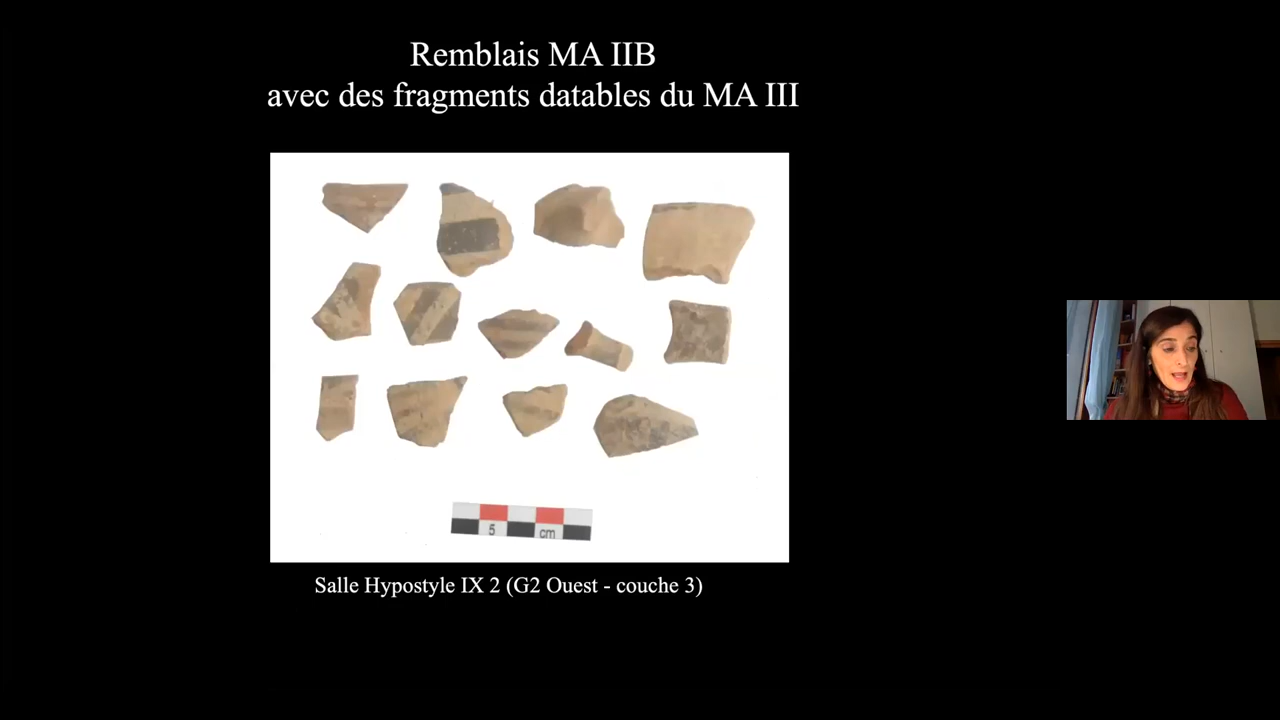 Remblais MA IIB
avec des fragments datables du MA III
5 cm
Salle Hypostyle IX 2 (G2 Ouest - couche 3)